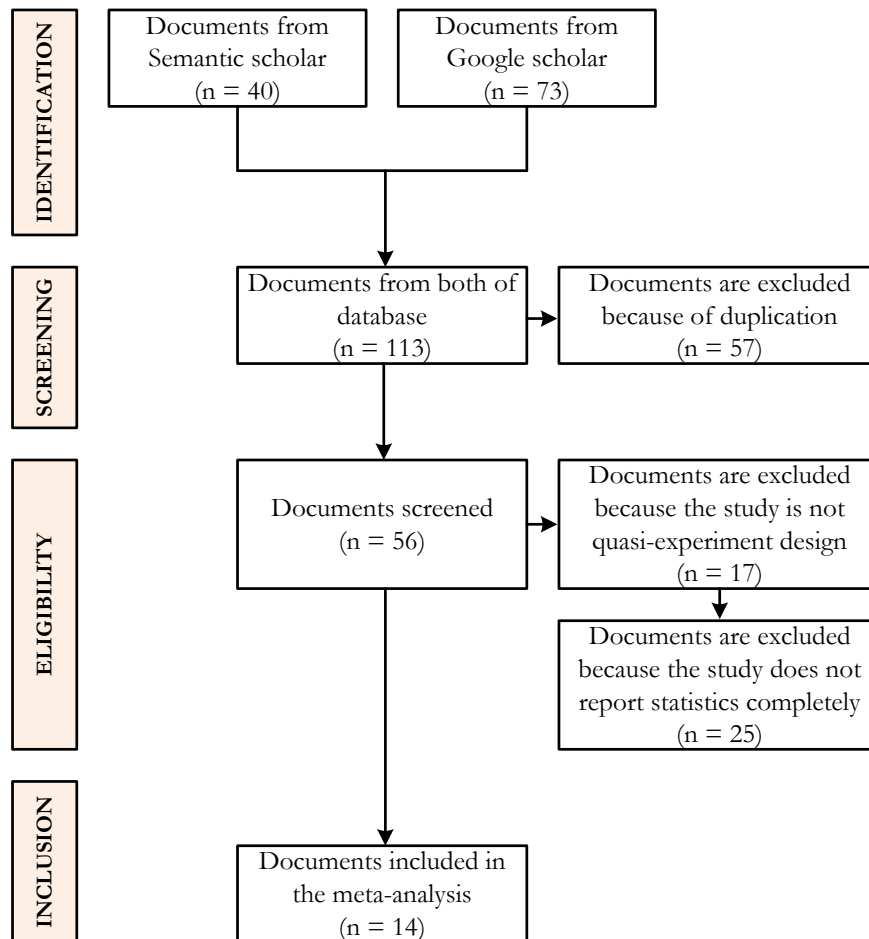 IDENTIFICATION
Documents from
Semantic scholar
(n = 40)
Documents from
Google scholar
(n = 73)
SCREENING
Documents from both of
database
(n = 113)
Documents are excluded
because of duplication
(n = 57)
ELIGIBILITY
Documents screened
(n = 56)
Documents are excluded
because the study is not
quasi-experiment design
(n = 17)
Documents are excluded
because the study does not
report statistics completely
(n = 25)
INCLUSION
Documents included in
the meta-analysis
(n = 14)